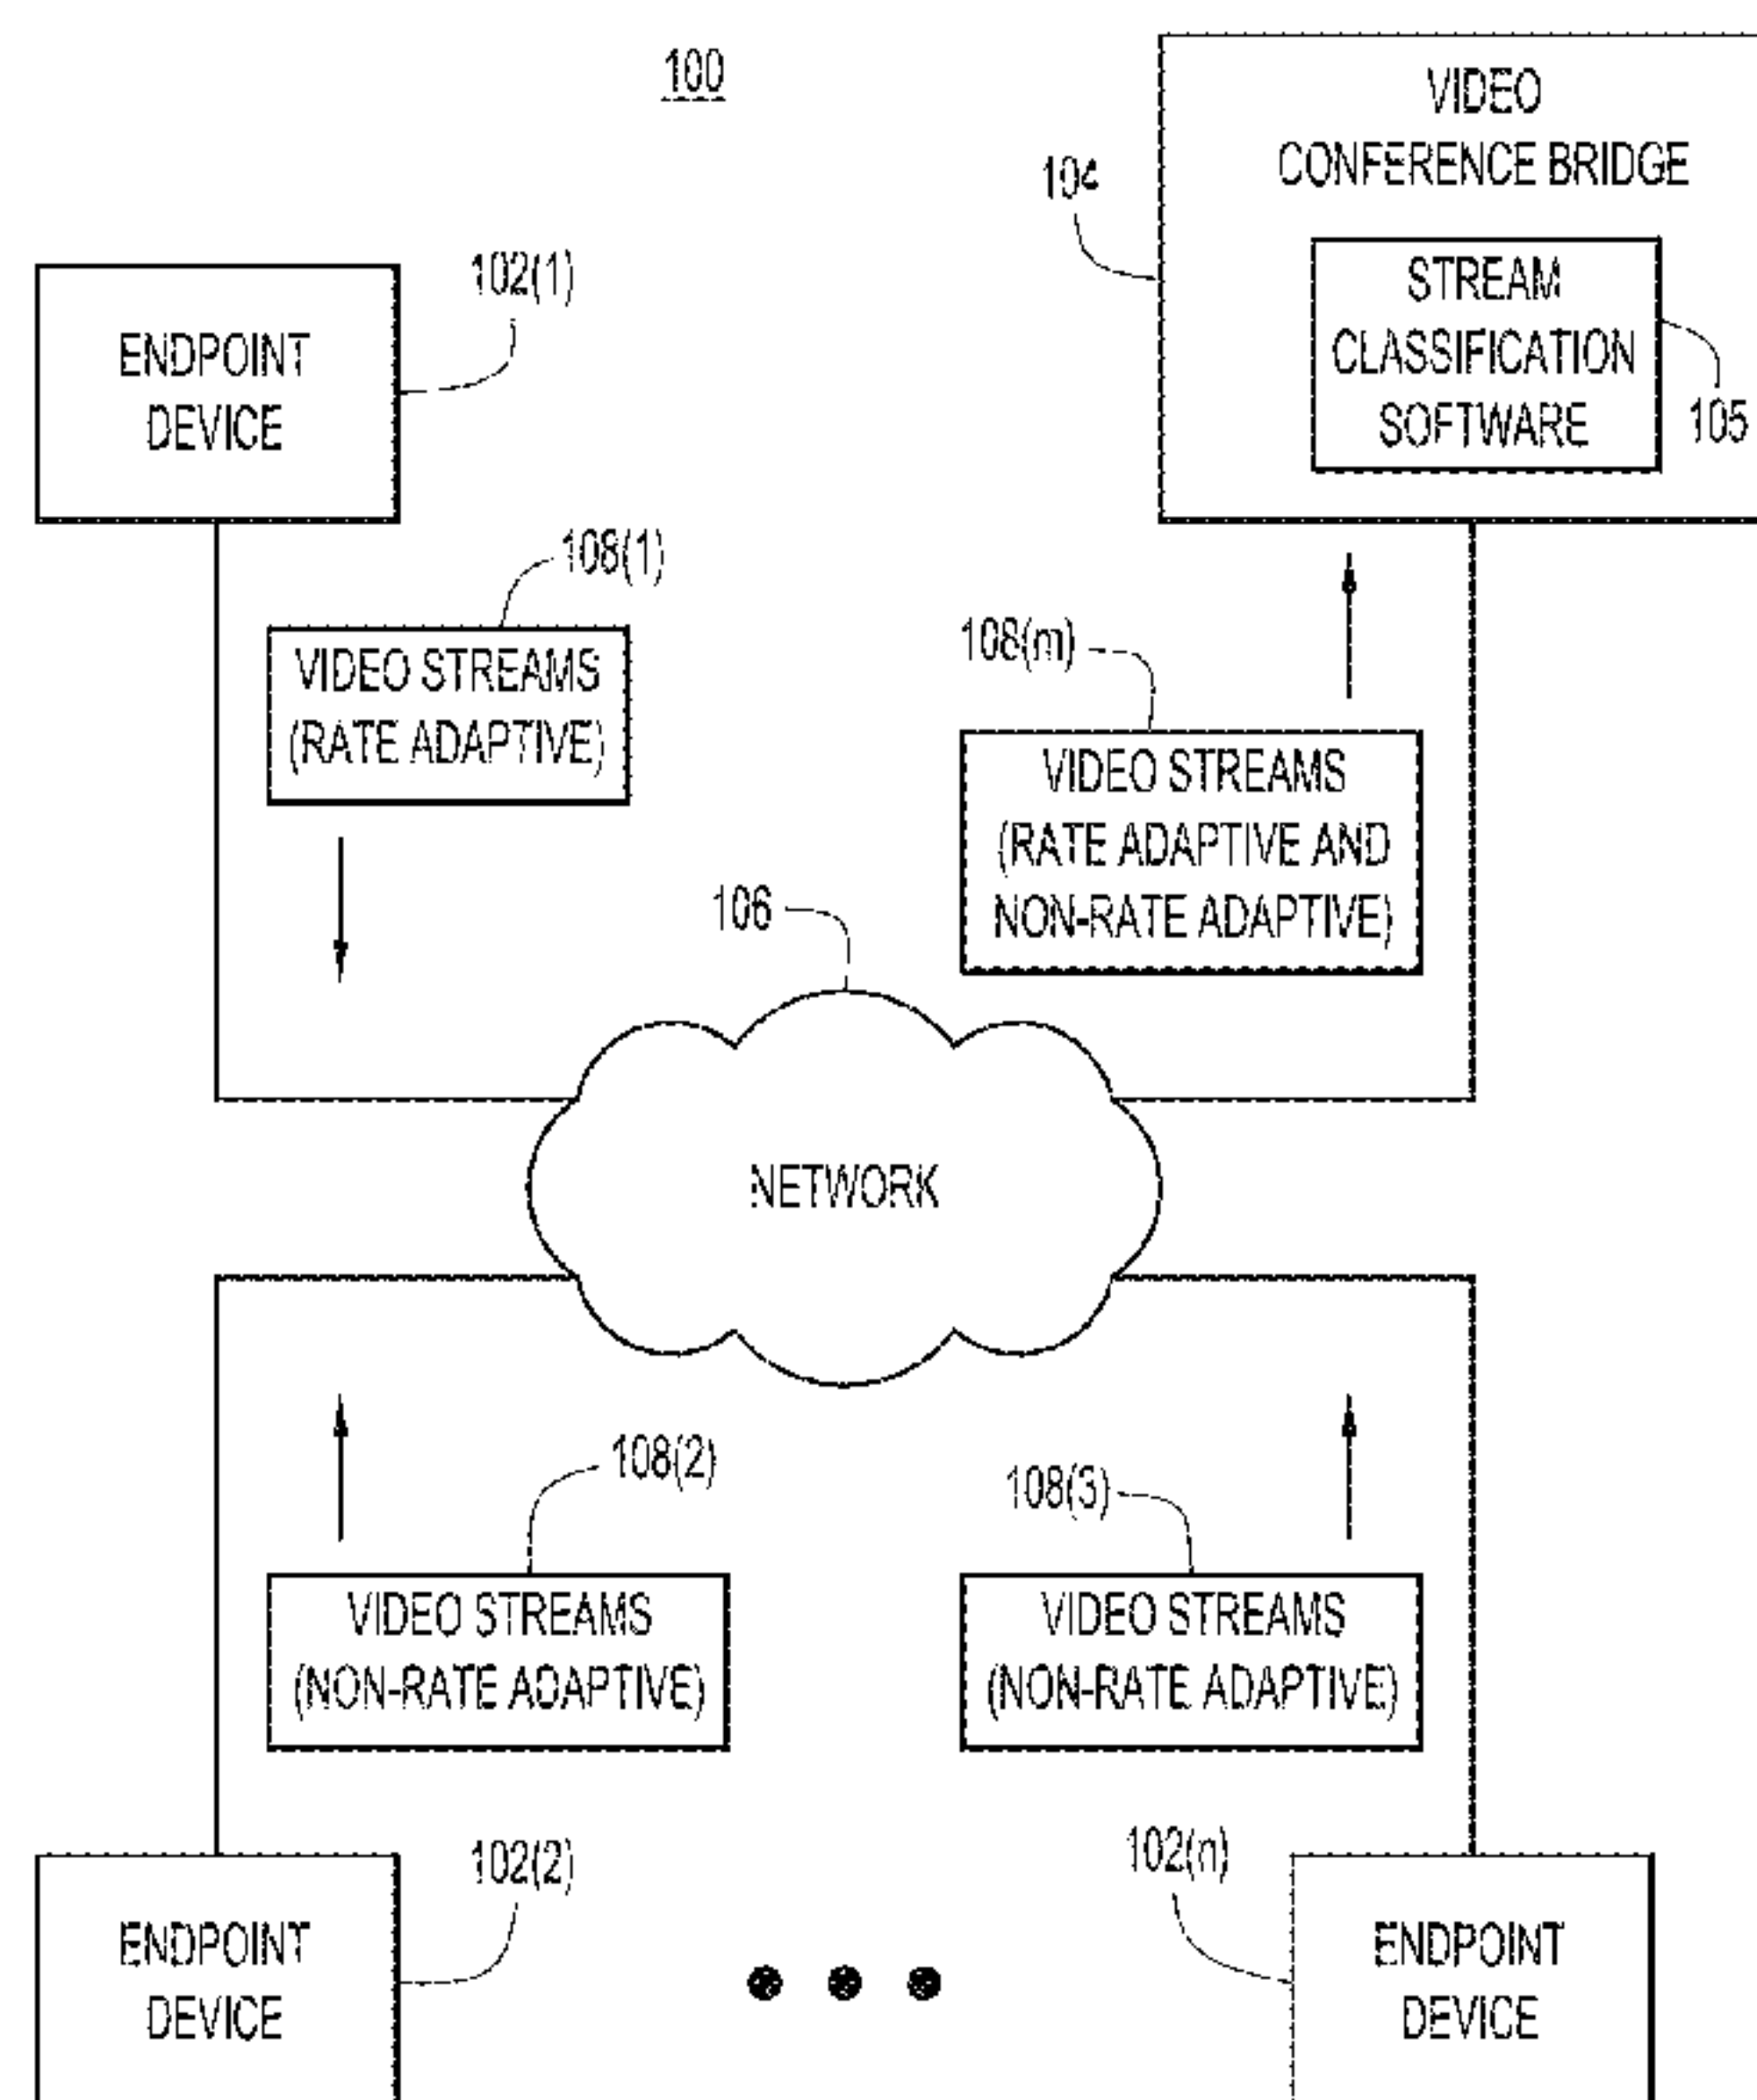 100
VIDEO
CONFERENCE BRIDGE
104
STREAM
CLASSIFICATION
SOFTWARE
105
102(1)
ENDPOINT
DEVICE
108(1)
VIDEO STREAMS
(RATE ADAPTIVE)
108(m)
VIDEO STREAMS
(RATE ADAPTIVE AND
NON-RATE ADAPTIVE)
106
NETWORK
108(2)
VIDEO STREAMS
(NON-RATE ADAPTIVE)
108(3)
VIDEO STREAMS
(NON-RATE ADAPTIVE)
102(2)
ENDPOINT
DEVICE
102(n)
ENDPOINT
DEVICE